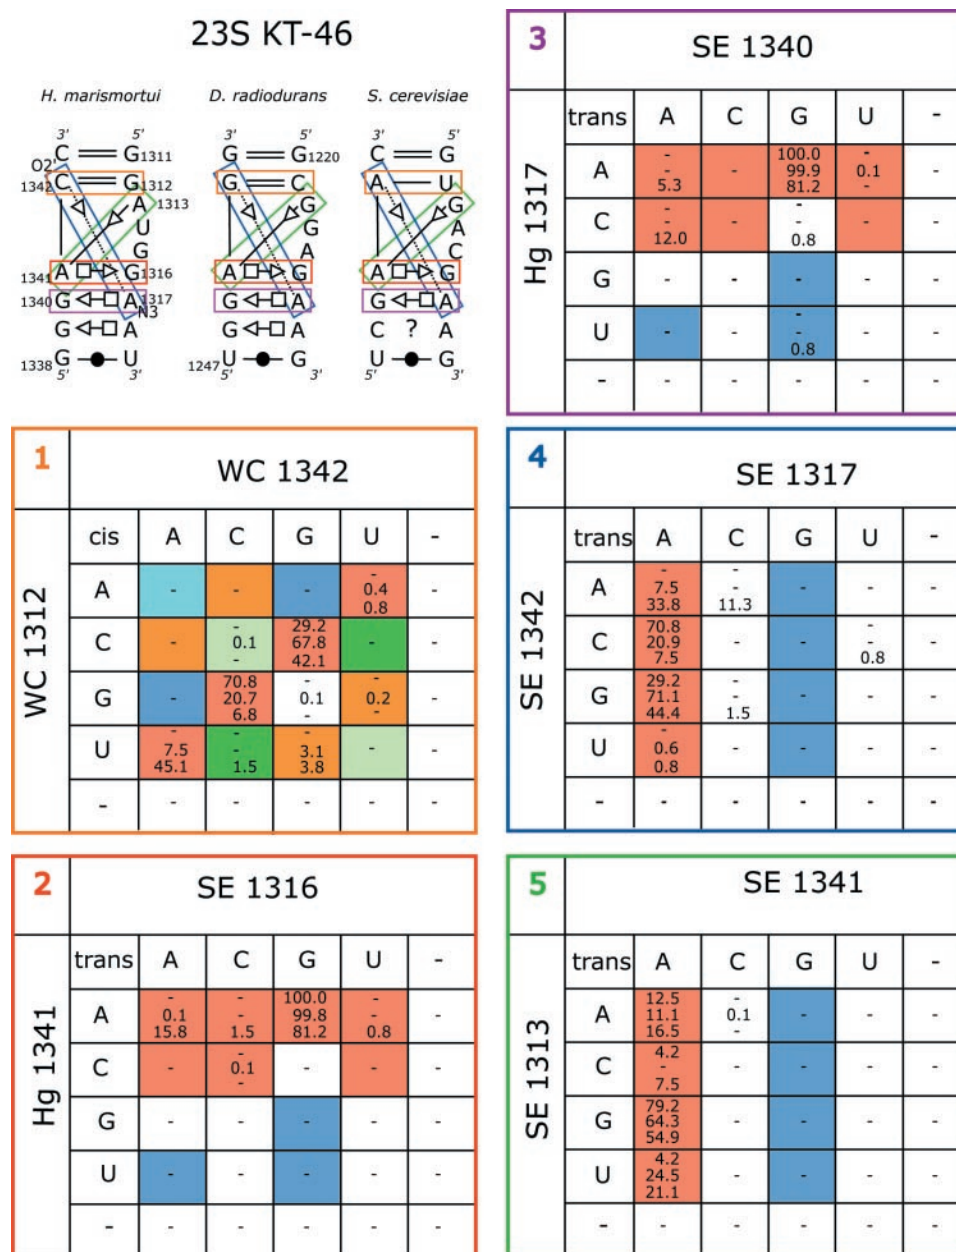 23S KT-46
H. marismortui D. radiodurans S. cerevisiae
3' 5' 3' 5' 3' 5'
C G1311 G G1220 C G
O2'
1342 C G1312 G C A U
A1313 G G
U G A
G A C
1341 A G1316 A G A G
1340 G A1317 G A G A
N3
G A G A C ? A
1338 G U 1247 U G U G
5' 3' 5' 3' 5' 3'
3 SE 1340
Hg 1317
trans A C G U -
A - - 5.3 - 100.0 99.9 81.2 - 0.1 -
C - - 12.0 - - - 0.8 -
G - - - - -
U - - - - 0.8 - -
- - - - - -
1 WC 1342
WC 1312
cis A C G U -
A - - - - 0.4 0.8 -
C - - 0.1 - 29.2 67.8 42.1 - -
G - 70.8 20.7 6.8 - 0.1 - - 0.2 - -
U - 7.5 45.1 - - 1.5 - 3.1 3.8 - -
- - - - - -
4 SE 1317
SE 1342
trans A C G U -
A - 7.5 33.8 - - 11.3 - - -
C 70.8 20.9 7.5 - - - - 0.8 -
G 29.2 71.1 44.4 - - 1.5 - - -
U - 0.6 0.8 - - - -
- - - - - -
2 SE 1316
Hg 1341
trans A C G U -
A - 0.1 15.8 - - 1.5 100.0 99.8 81.2 - - 0.8 -
C - - 0.1 - - - -
G - - - - -
U - - - - -
- - - - - -
5 SE 1341
SE 1313
trans A C G U -
A 12.5 11.1 16.5 - 0.1 - - - -
C 4.2 - 7.5 - - - -
G 79.2 64.3 54.9 - - - -
U 4.2 24.5 21.1 - - - -
- - - - - -